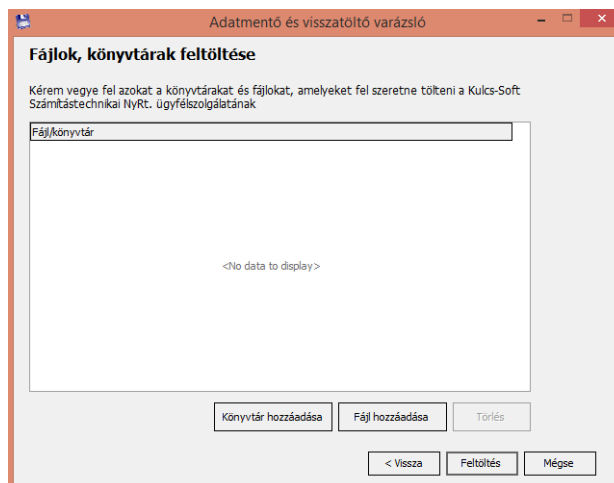 Adatmentő és visszatöltő varázsló
Fájlok, könyvtárak feltöltése
Kérem vegye fel azokat a könyvtárakat és fájlokat, amelyeket fel szeretne tölteni a Kulcs-Soft
Számítástechnikai NyRt. ügyfélszolgálatának
Fájl/könyvtár
<No data to display>
Könyvtár hozzáadása Fájl hozzáadása Törlés
< Vissza Feltöltés Mégse